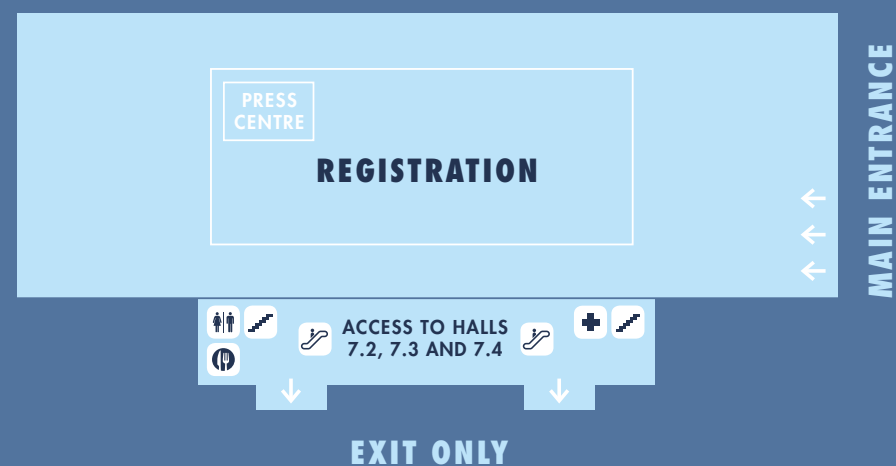 PRESS
CENTRE
REGISTRATION
MAIN ENTRANCE
ACCESS TO HALLS
7.2, 7.3 AND 7.4
EXIT ONLY